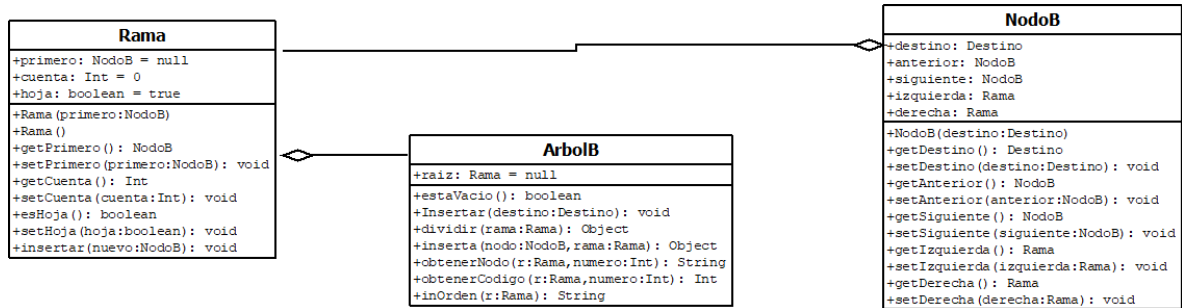 Rama
+primero: NodoB = null
+cuenta: Int = 0
+hoja: boolean = true
+Rama(primero:NodoB)
+Rama()
+getPrimero(): NodoB
+setPrimero(primero:NodoB): void
+getCuenta(): Int
+setCuenta(cuenta:Int): void
+esHoja(): boolean
+setHoja(hoja:boolean): void
+insertar(nuevo:NodoB): void
ArbolB
+raiz: Rama = null
+estaVacio(): boolean
+Insertar(destino:Destino): void
+dividir(rama:Rama): Object
+inserta(nodo:NodoB,rama:Rama): Object
+obtenerNodo(r:Rama,numero:Int): String
+obtenerCodigo(r:Rama,numero:Int): Int
+inOrden(r:Rama): String
NodoB
+destino: Destino
+anterior: NodoB
+siguiente: NodoB
+izquierda: Rama
+derecha: Rama
+NodoB(destino:Destino)
+getDestino(): Destino
+setDestino(destino:Destino): void
+getAnterior(): NodoB
+setAnterior(anterior:NodoB): void
+getSiguiente(): NodoB
+setSiguiente(siguiente:NodoB): void
+getIzquierda(): Rama
+setIzquierda(izquierda:Rama): void
+getDerecha(): Rama
+setDerecha(derecha:Rama): void